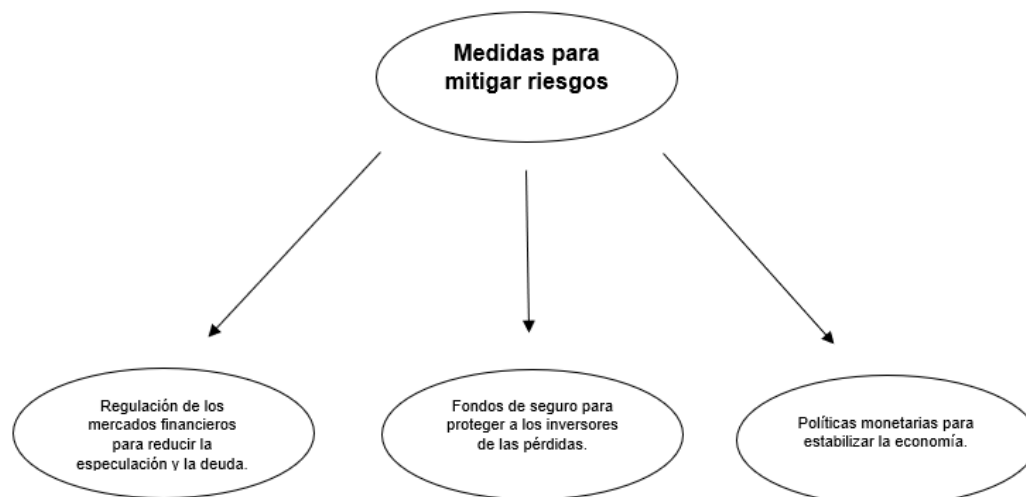 Medidas para
mitigar riesgos
Regulación de los
mercados financieros
para reducir la
especulación y la deuda.
Fondos de seguro para
proteger a los inversores
de las pérdidas.
Políticas monetarias para
estabilizar la economía.